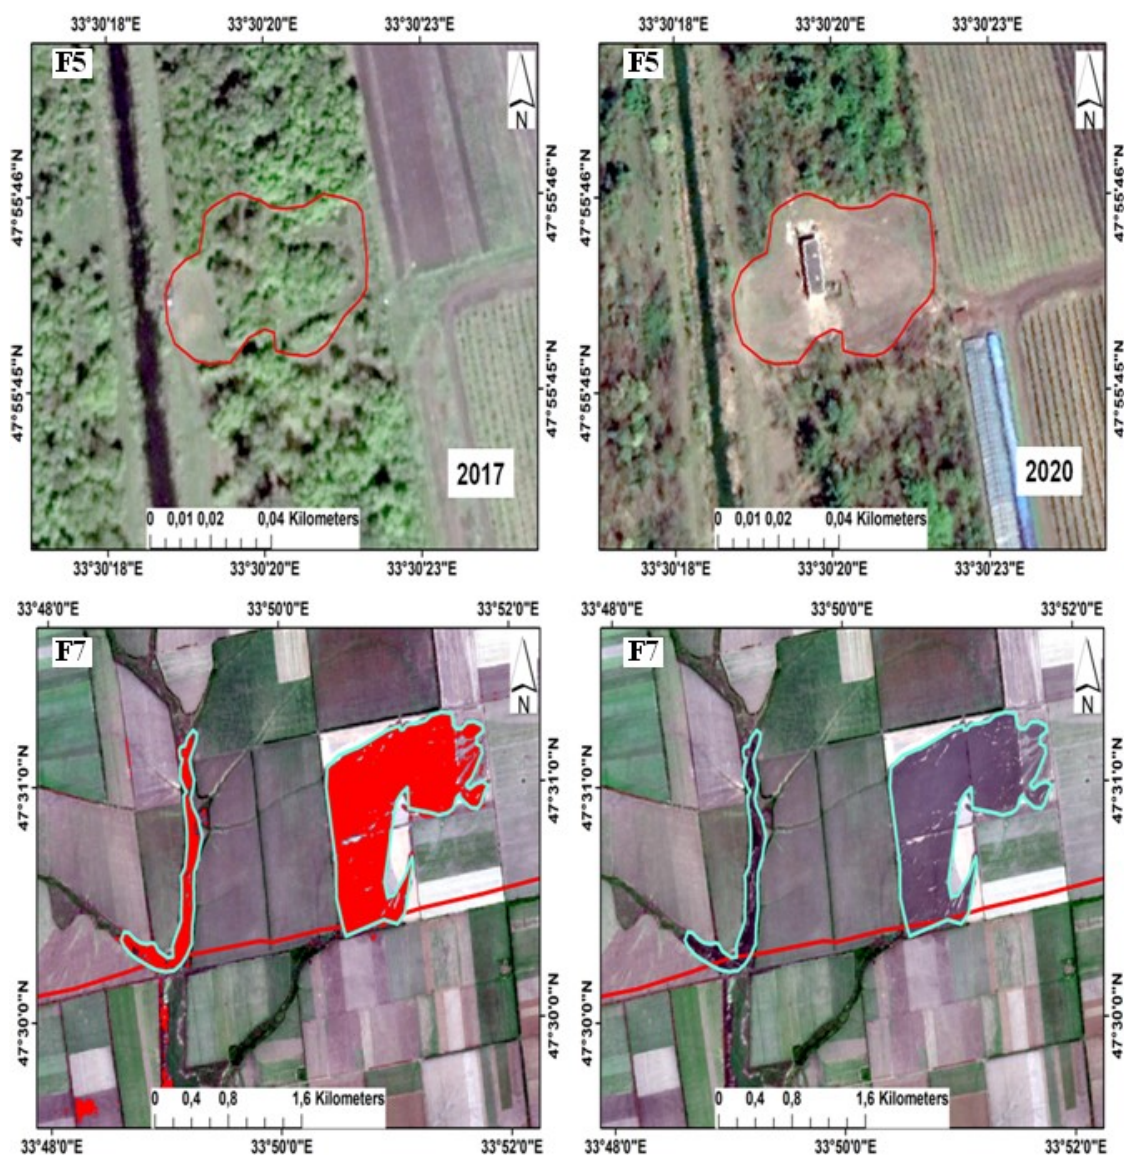 33°30'18"E 33°30'20"E 33°30'23"E
F5
N
47°55'46"N
47°55'46"N
47°55'45"N
47°55'45"N
2017
0 0,01 0,02 0,04 Kilometers
33°30'18"E 33°30'20"E 33°30'23"E
33°30'18"E 33°30'20"E 33°30'23"E
F5
N
47°55'46"N
47°55'46"N
47°55'45"N
47°55'45"N
2020
0 0,01 0,02 0,04 Kilometers
33°30'18"E 33°30'20"E 33°30'23"E
33°48'0"E 33°50'0"E 33°52'0"E
F7
N
47°31'0"N
47°31'0"N
47°30'0"N
47°30'0"N
0 0,4 0,8 1,6 Kilometers
33°48'0"E 33°50'0"E 33°52'0"E
33°48'0"E 33°50'0"E 33°52'0"E
F7
N
47°31'0"N
47°31'0"N
47°30'0"N
47°30'0"N
0 0,4 0,8 1,6 Kilometers
33°48'0"E 33°50'0"E 33°52'0"E